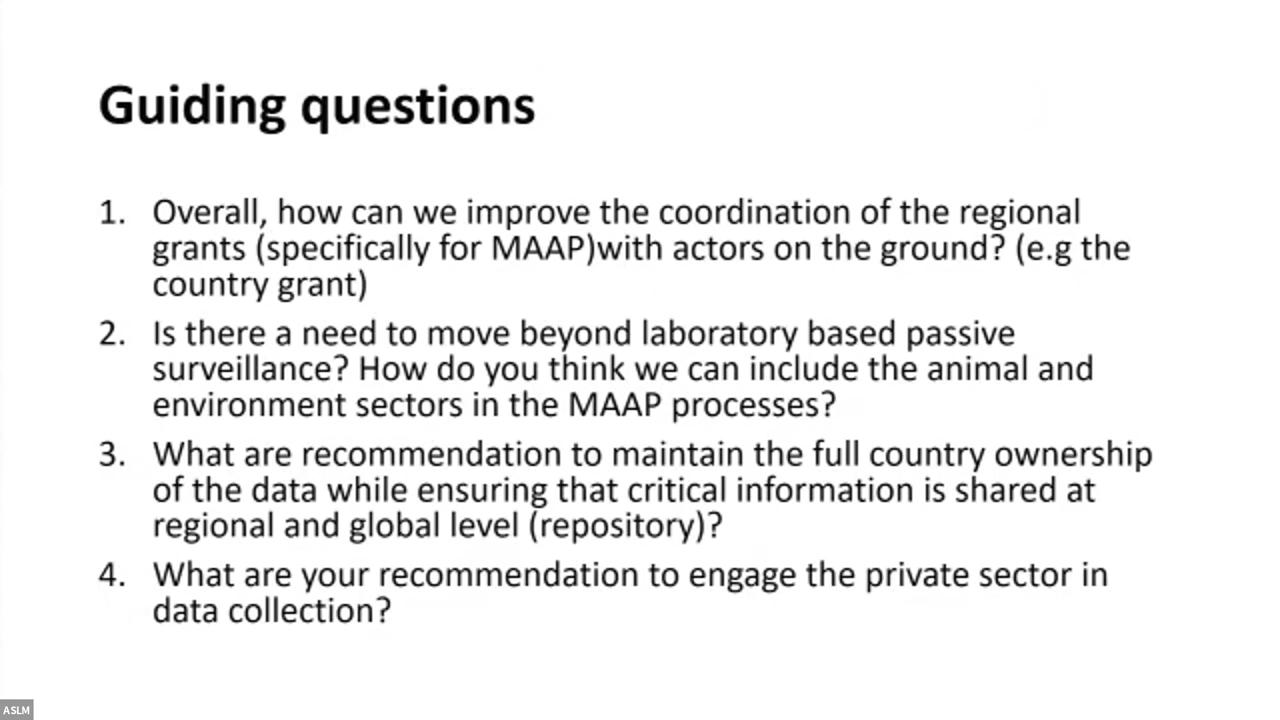 Guiding questions
1. Overall, how can we improve the coordination of the regional
grants (specifically for MAAP)with actors on the ground? (e.g the
country grant)
2. Is there a need to move beyond laboratory based passive
surveillance? How do you think we can include the animal and
environment sectors in the MAAP processes?
3. What are recommendation to maintain the full country ownership
of the data while ensuring that critical information is shared at
regional and global level (repository)?
4. What are your recommendation to engage the private sector in
data collection?
ASLM